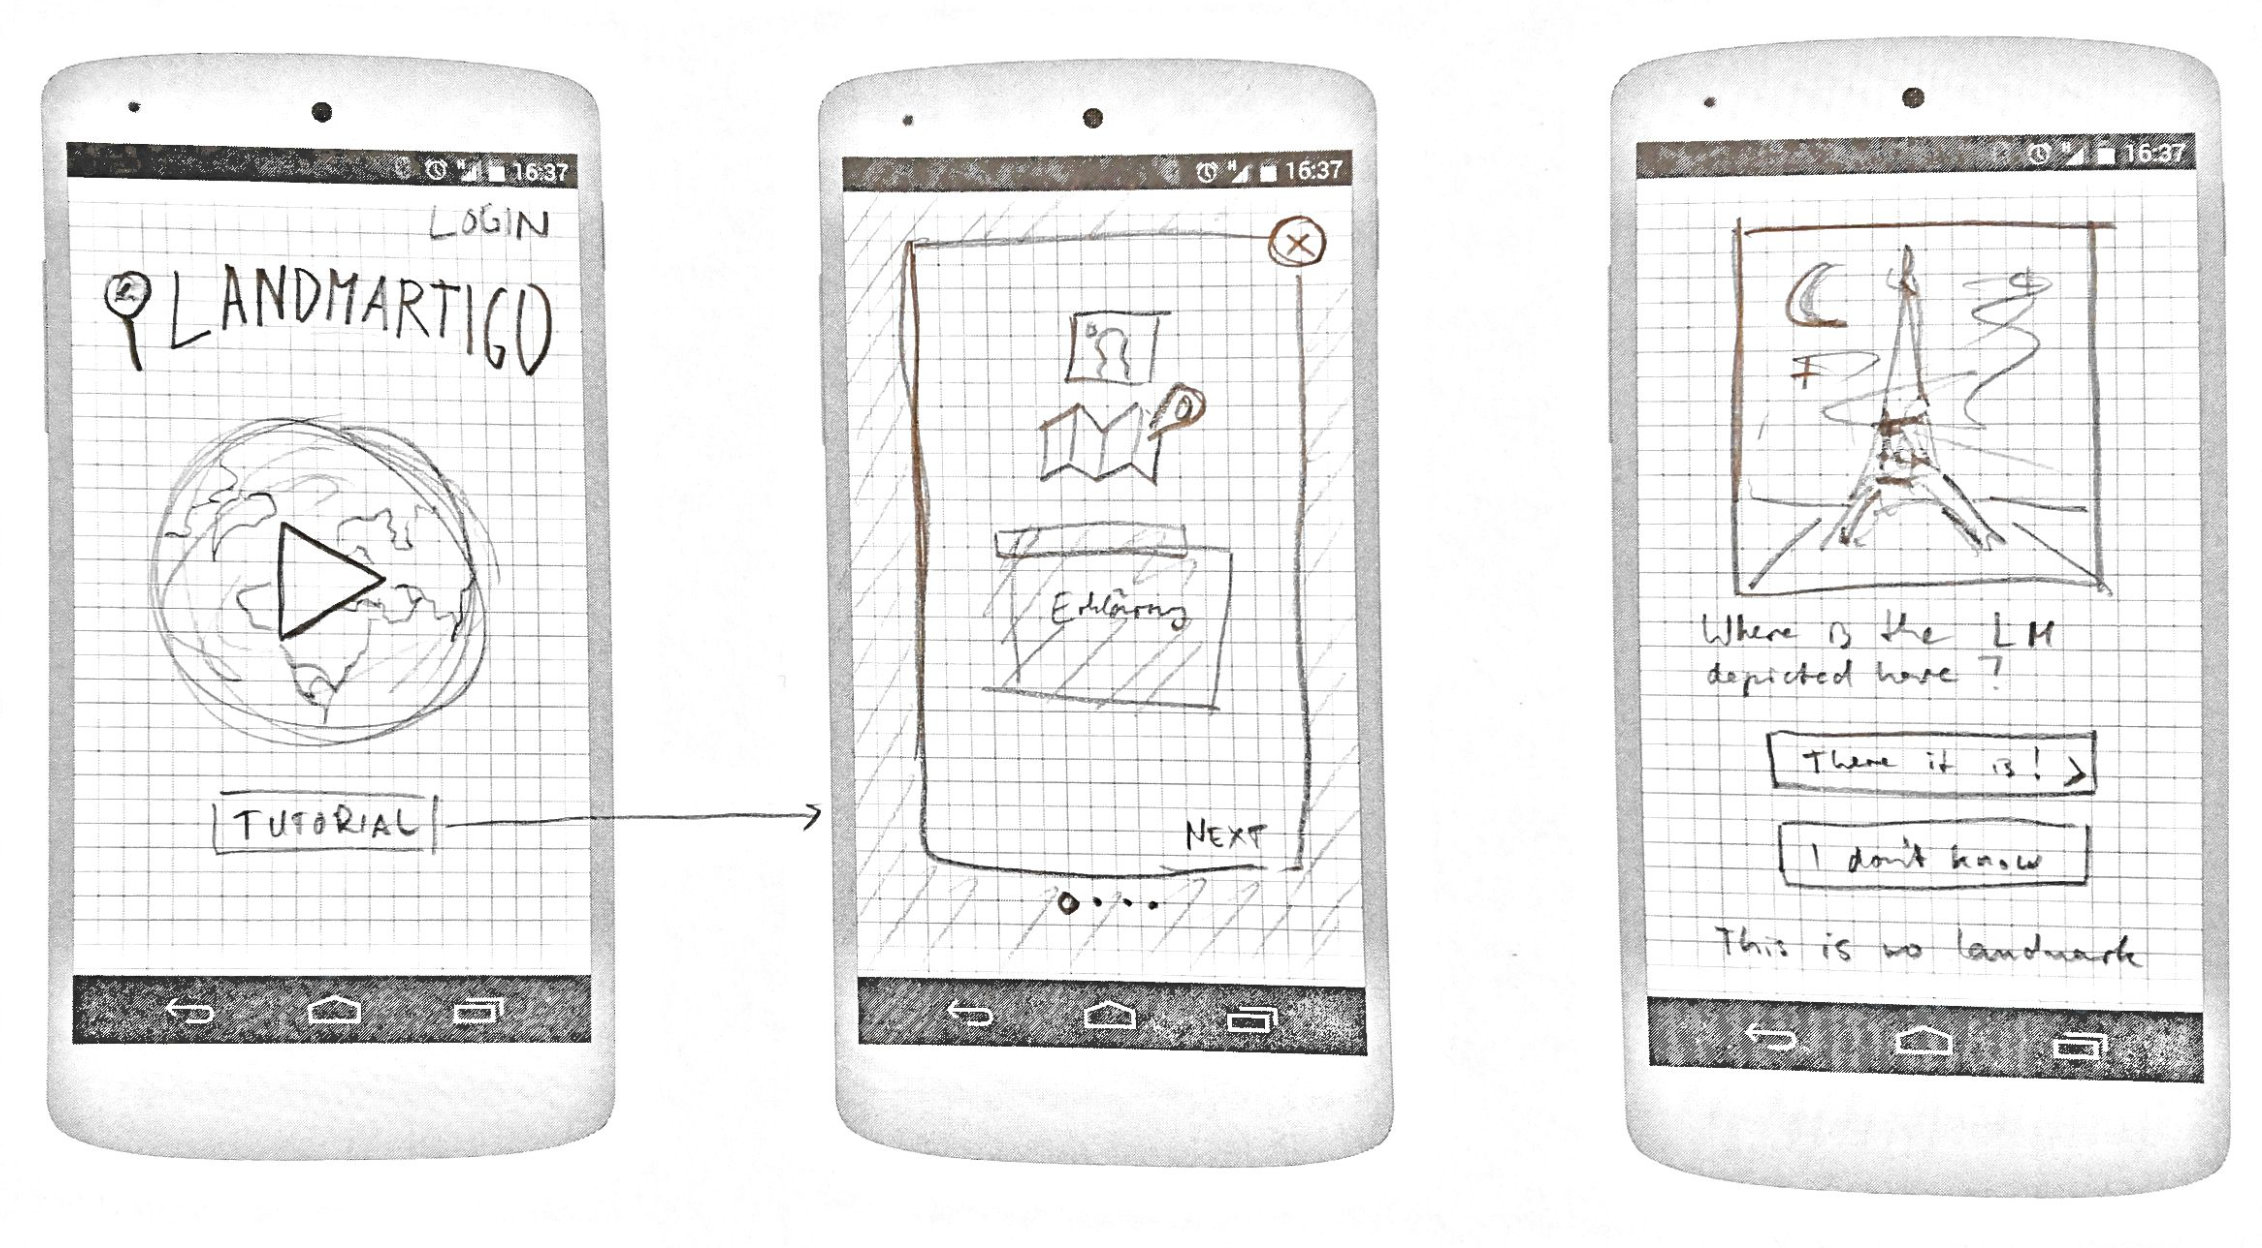 16:37
LOGIN
LANDMARTIGO
TUTORIAL
16:37
Erklärung
NEXT
16:37
Where is the LM
depicted here ?
There it is! >
I don't know
This is no landmark